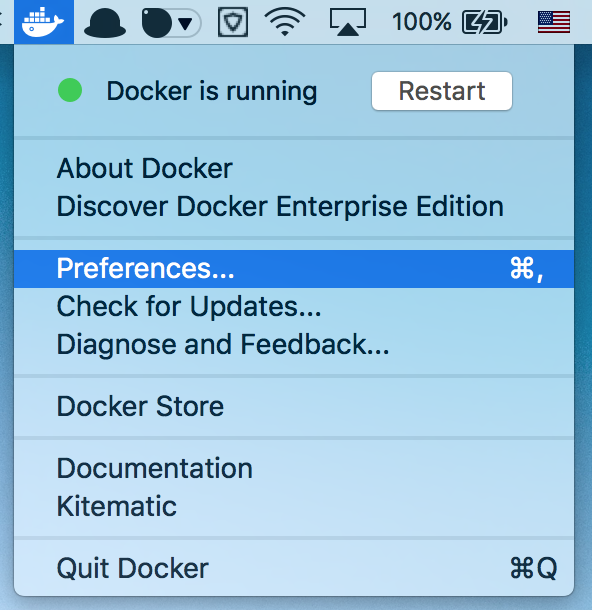 100%
Docker is running
Restart
About Docker
Discover Docker Enterprise Edition
Preferences... ⌘,
Check for Updates...
Diagnose and Feedback...
Docker Store
Documentation
Kitematic
Quit Docker ⌘Q